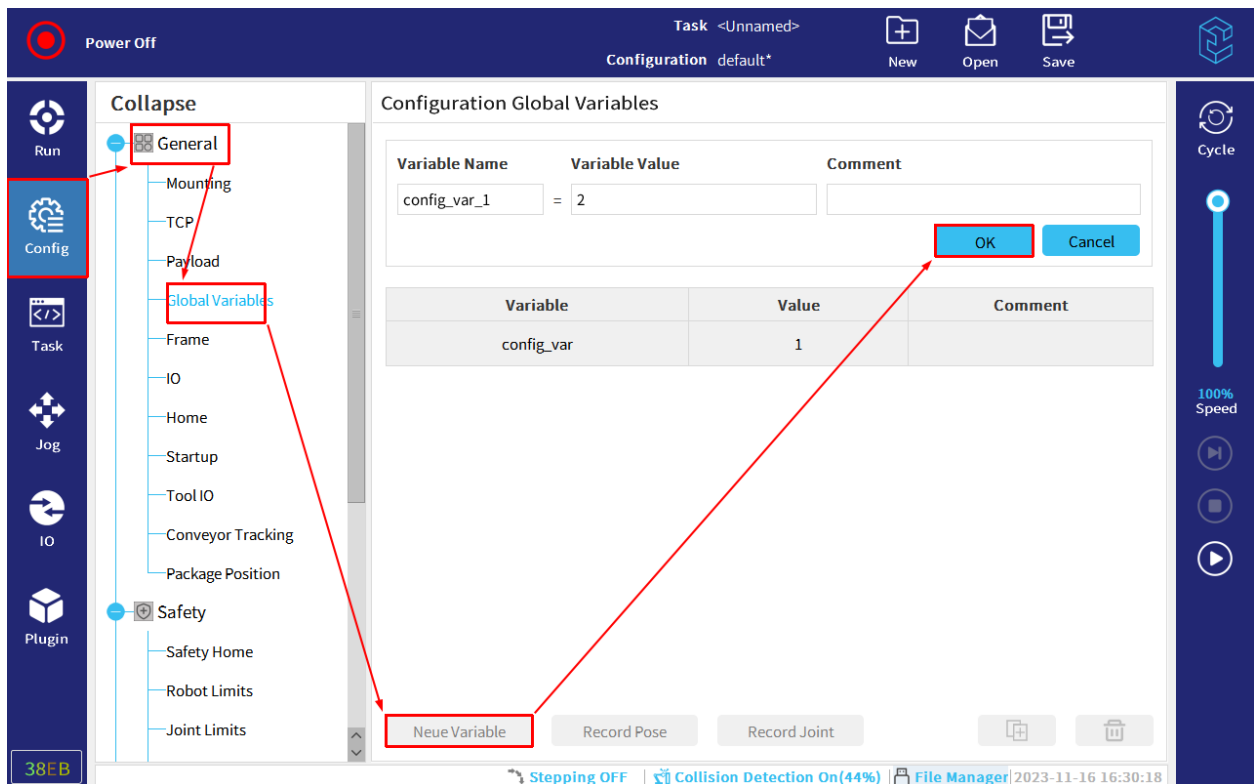 Power Off
Task <Unnamed>
Configuration default*
New
Open
Save
Run
Config
Task
Jog
IO
Plugin
38EB
Collapse
General
Mounting
TCP
Payload
Global Variables
Frame
IO
Home
Startup
Tool IO
Conveyor Tracking
Package Position
Safety
Safety Home
Robot Limits
Joint Limits
Configuration Global Variables
Variable Name Variable Value Comment
config_var_1 = 2
OK Cancel
Variable Value Comment
config_var 1
Neue Variable Record Pose Record Joint
Cycle
100%
Speed
Stepping OFF Collision Detection On(44%) File Manager 2023-11-16 16:30:18